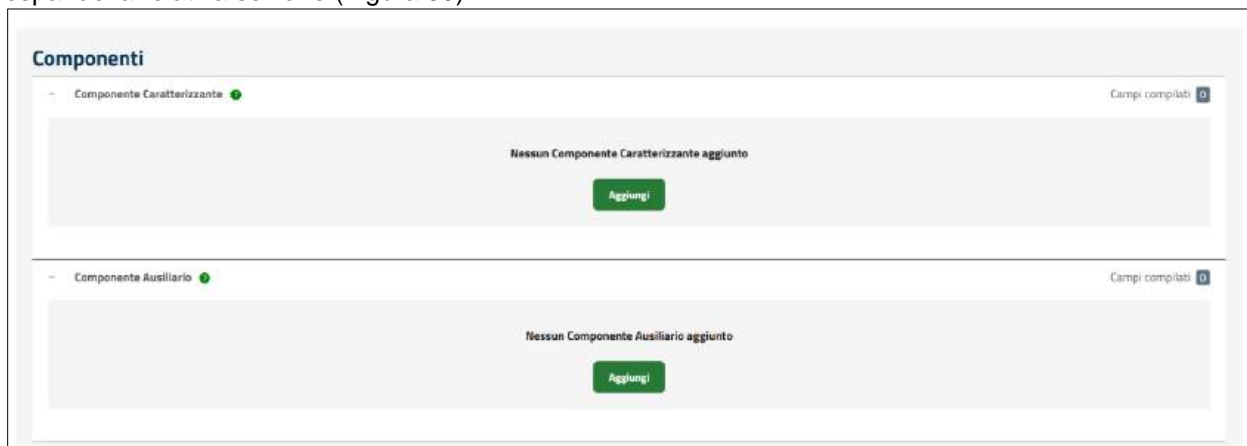 Componenti
− Componente Caratterizzante ? Campi compilati 0
Nessun Componente Caratterizzante aggiunto
Aggiungi
− Componente Ausiliario ? Campi compilati 0
Nessun Componente Ausiliario aggiunto
Aggiungi